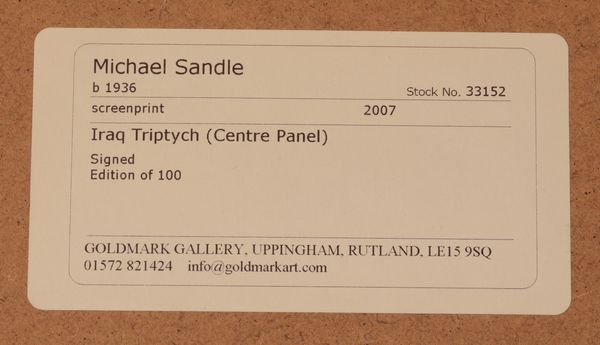 Michael Sandle
b 1936
Stock No. 33152
screenprint 2007
Iraq Triptych (Centre Panel)
Signed
Edition of 100
GOLDMARK GALLERY, UPPINGHAM, RUTLAND, LE15 9SQ
01572 821424 info@goldmarkart.com